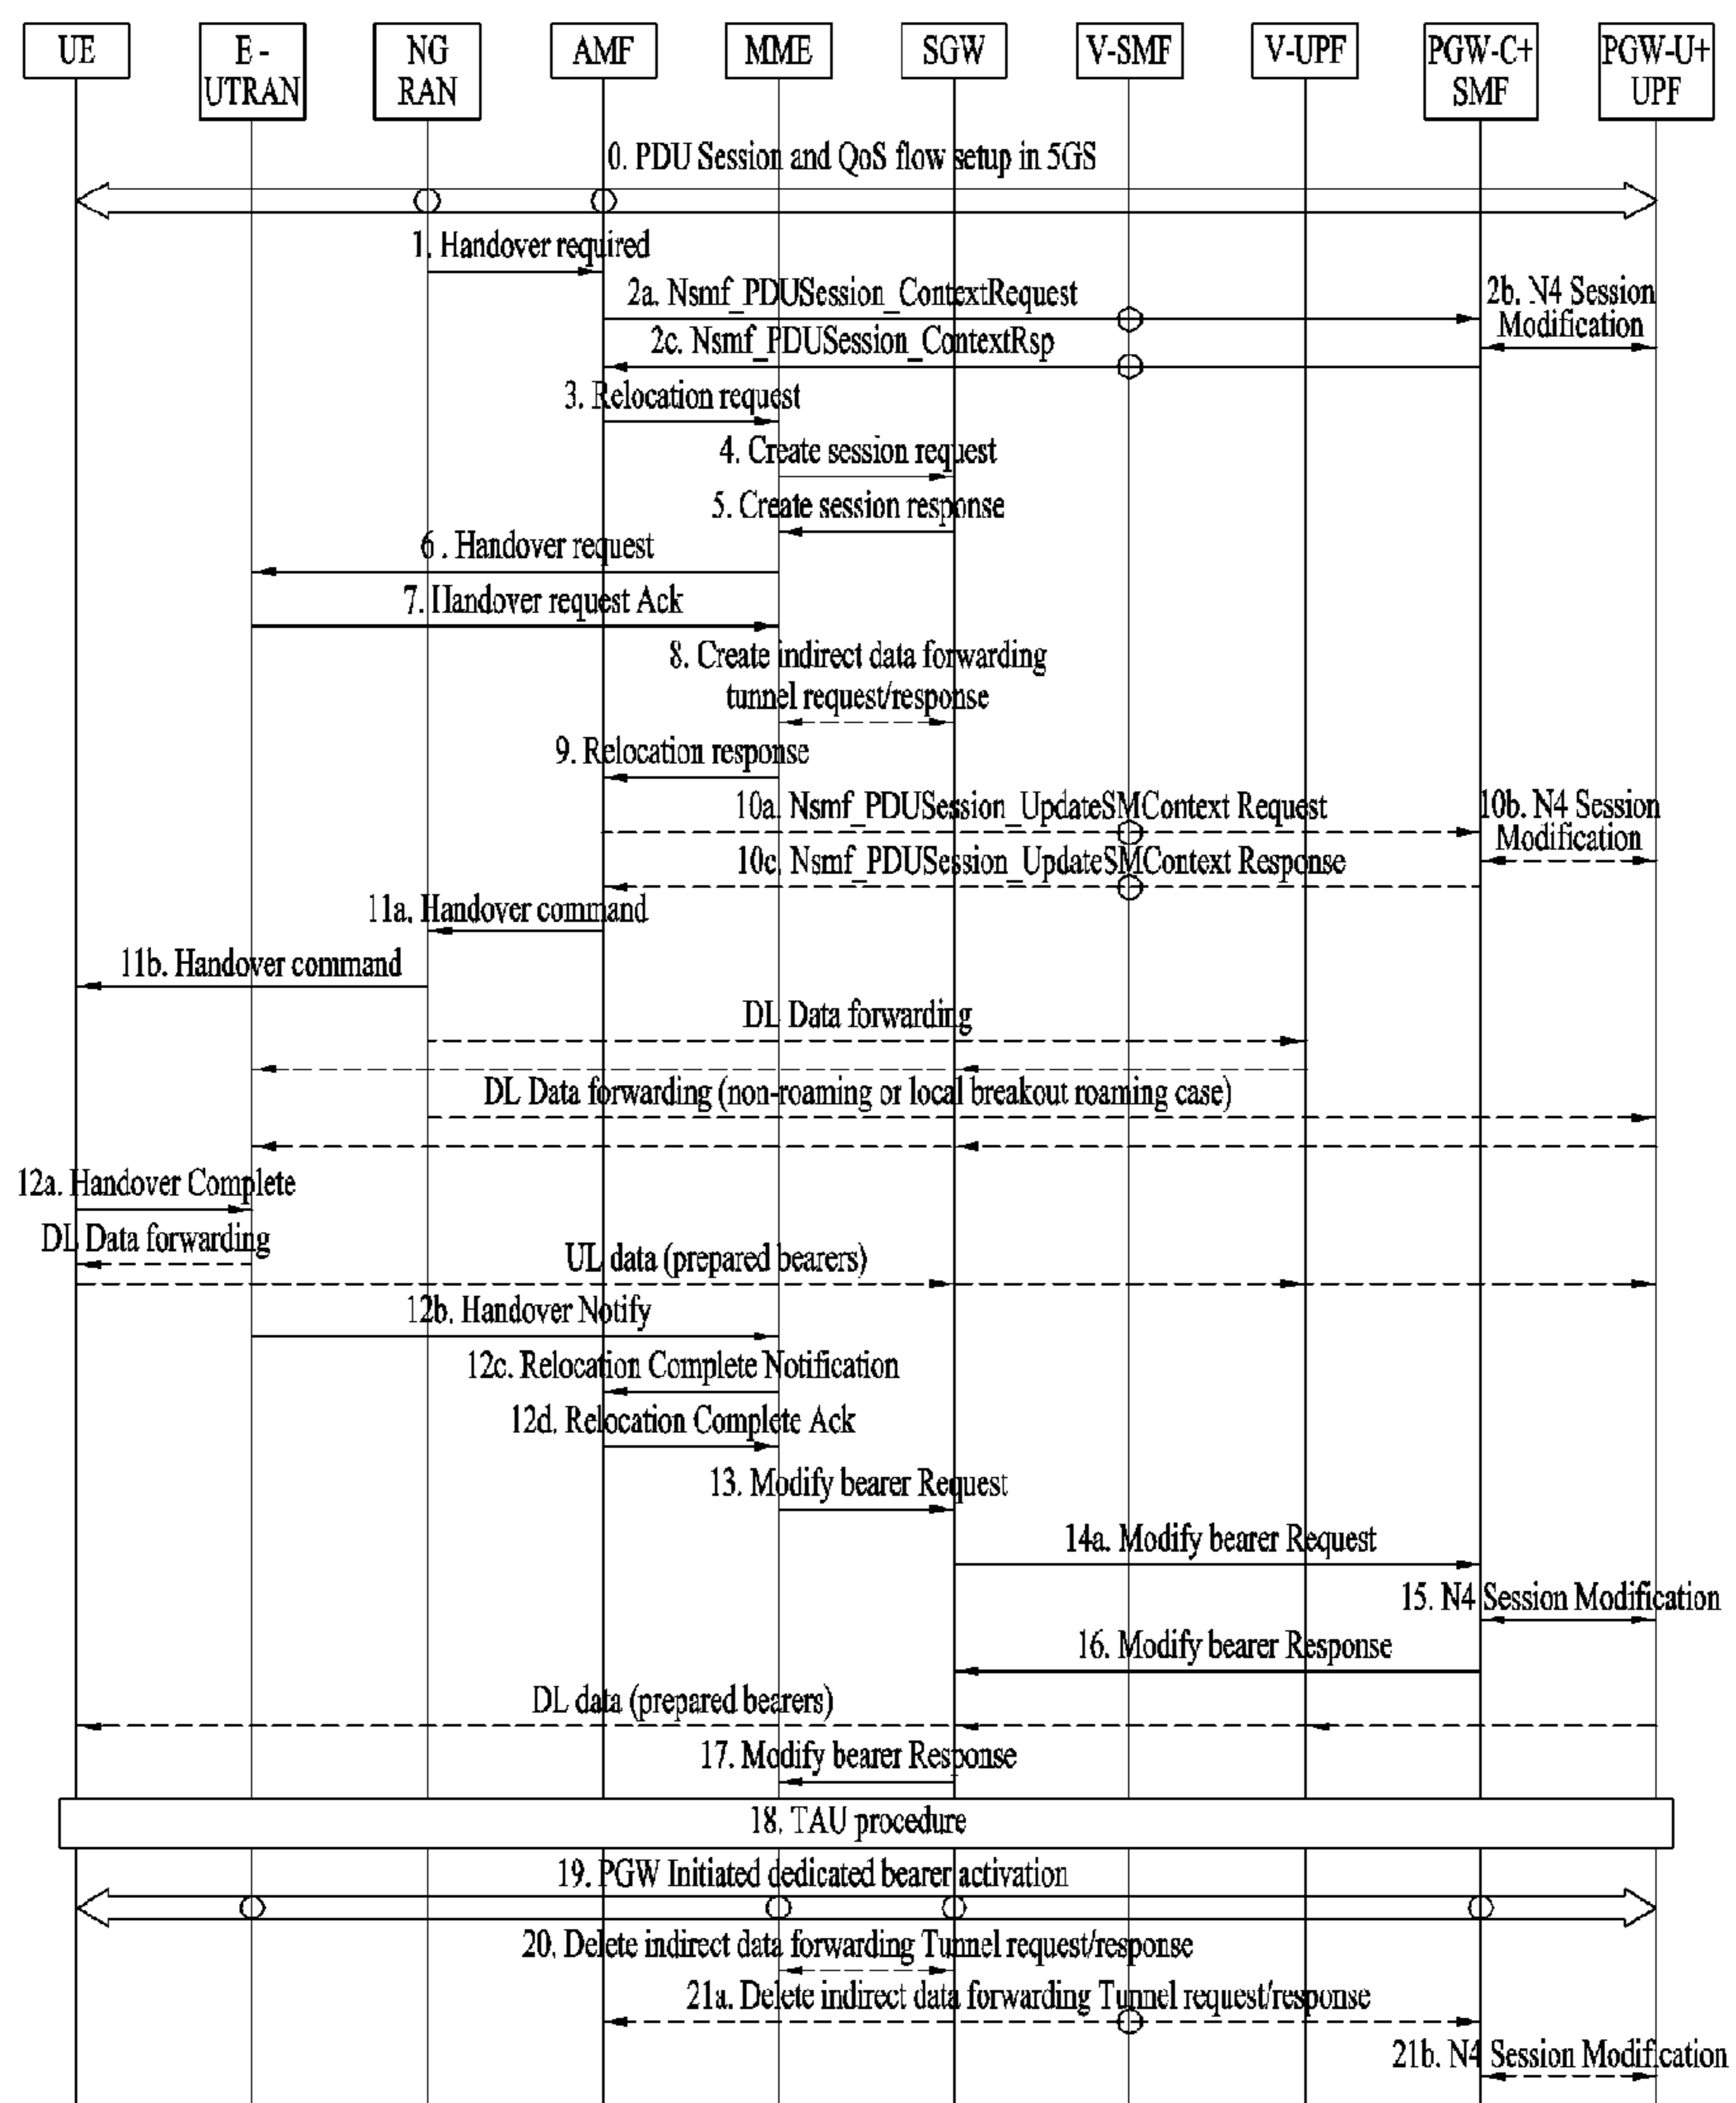 UE
E -
UTRAN
NG
RAN
AMF
MME
SGW
V-SMF
V-UPF
PGW-C+
SMF
PGW-U+
UPF
0. PDU Session and QoS flow setup in 5GS
1. Handover required
2a. Nsmf_PDUSession_ContextRequest
2b. N4 Session
Modification
2c. Nsmf_PDUSession_ContextRsp
3. Relocation request
4. Create session request
5. Create session response
6 . Handover request
7. Handover request Ack
8. Create indirect data forwarding
tunnel request/response
9. Relocation response
10a. Nsmf_PDUSession_UpdateSMContext Request
10b. N4 Session
Modification
10c. Nsmf_PDUSession_UpdateSMContext Response
11a. Handover command
11b. Handover command
DL Data forwarding
DL Data forwarding (non-roaming or local breakout roaming case)
12a. Handover Complete
DL Data forwarding
UL data (prepared bearers)
12b. Handover Notify
12c. Relocation Complete Notification
12d. Relocation Complete Ack
13. Modify bearer Request
14a. Modify bearer Request
15. N4 Session Modification
16. Modify bearer Response
DL data (prepared bearers)
17. Modify bearer Response
18. TAU procedure
19. PGW Initiated dedicated bearer activation
20. Delete indirect data forwarding Tunnel request/response
21a. Delete indirect data forwarding Tunnel request/response
21b. N4 Session Modification